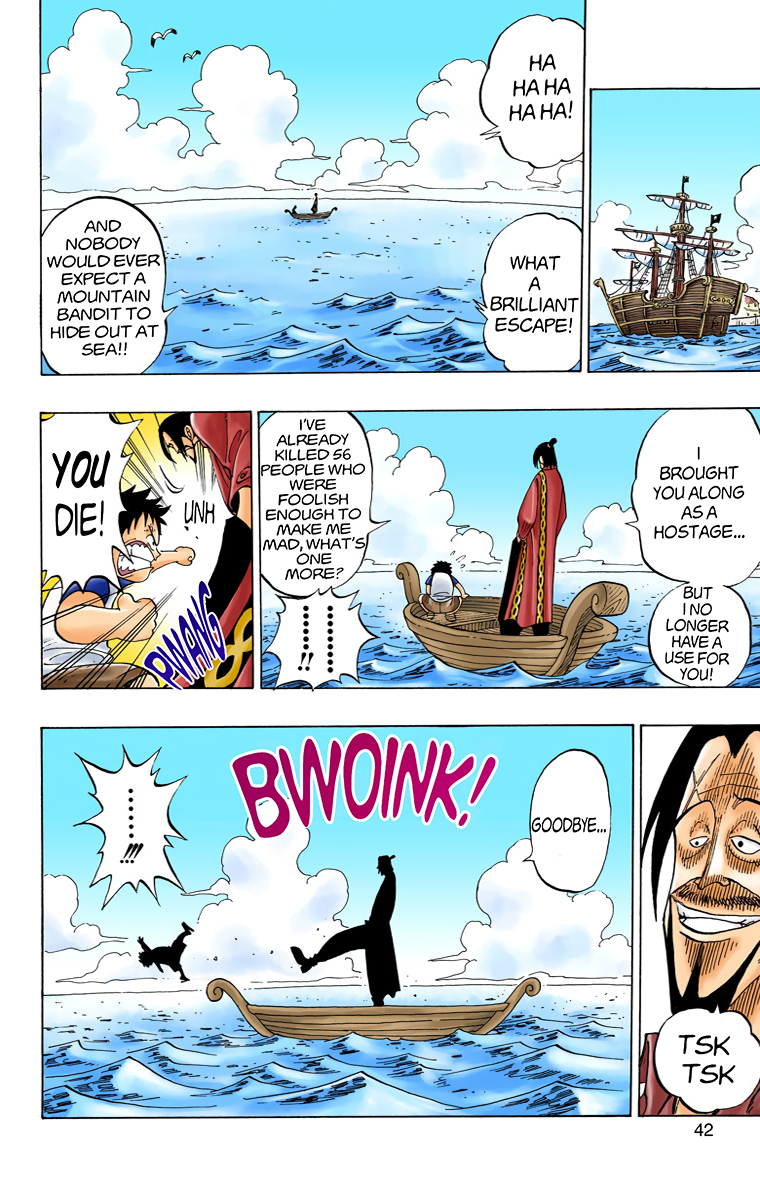 HA
HA HA
HA HA!
WHAT
A
BRILLIANT
ESCAPE!
AND
NOBODY
WOULD EVER
EXPECT A
MOUNTAIN
BANDIT TO
HIDE OUT AT
SEA!!
I
BROUGHT
YOU ALONG
AS A
HOSTAGE...
BUT
I NO
LONGER
HAVE A
USE FOR
YOU!
I'VE
ALREADY
KILLED 56
PEOPLE WHO
WERE
FOOLISH
ENOUGH TO
MAKE ME
MAD, WHAT'S
ONE
MORE?
......!!
UNH
YOU
DIE!
PWANG
TSK
TSK
GOODBYE...
BWOINK!
......!!!
42